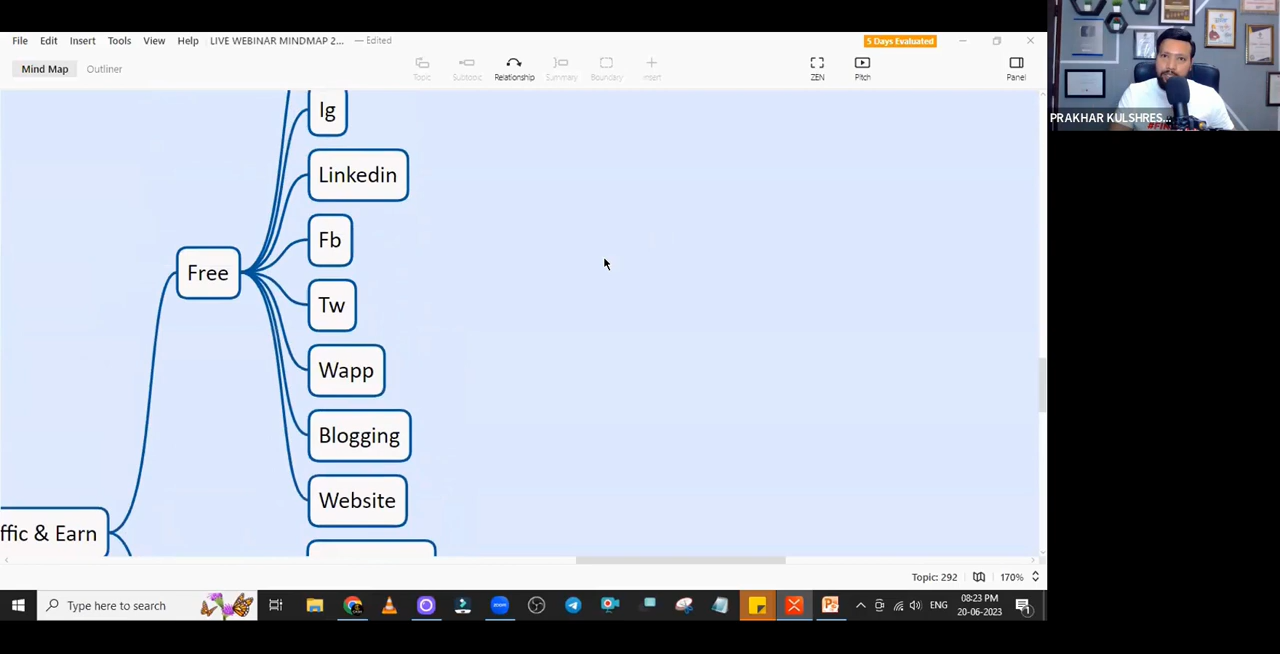 File Edit Insert Tools View Help LIVE WEBINAR MINDMAP 2... — Edited
5 Days Evaluated
Mind Map Outliner
Topic Subtopic Relationship Summary Boundary Insert ZEN Pitch Panel
PRAKHAR KULSHRES...
Ig
Linkedin
Fb
Free
Tw
Wapp
Blogging
Website
ffic & Earn
Topic: 292 170%
Type here to search
zoom
ENG
08:23 PM
20-06-2023
1